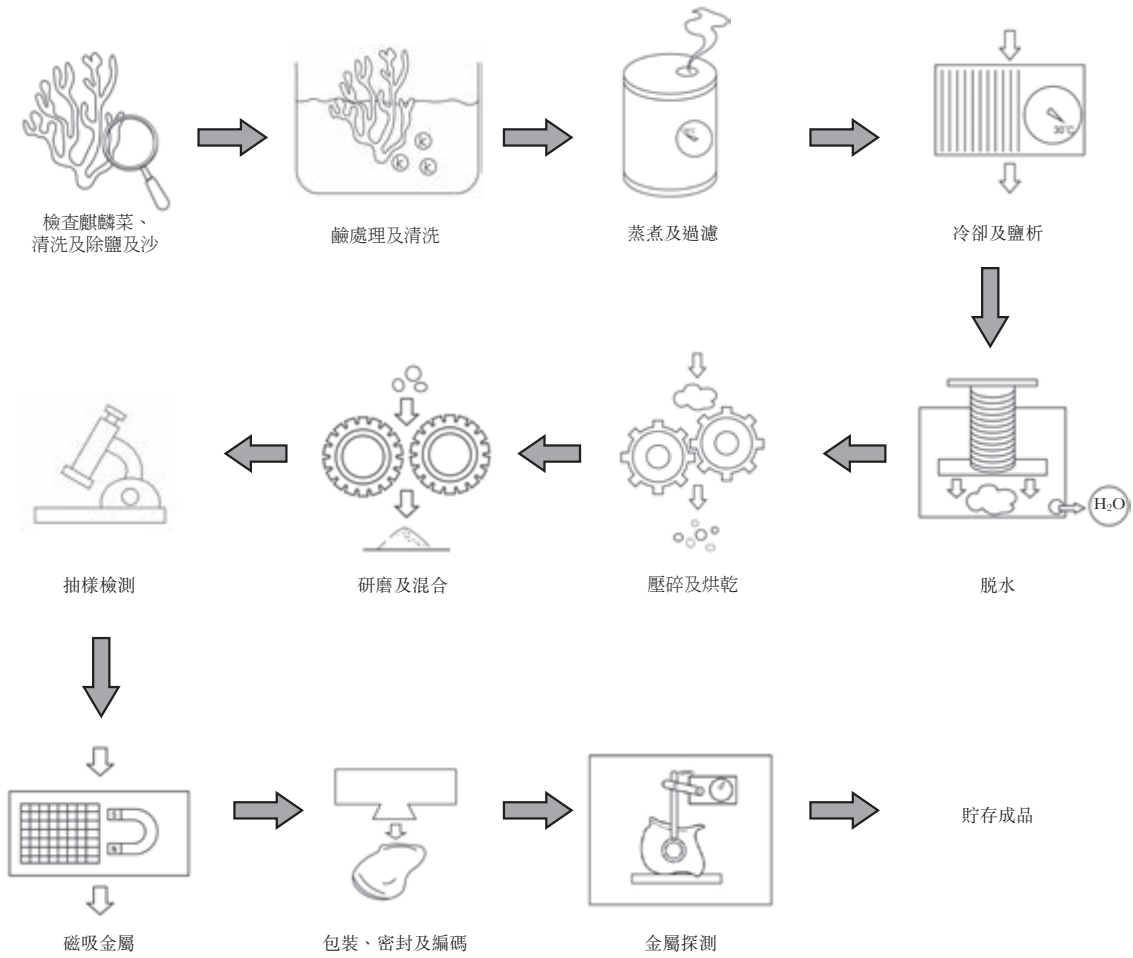 30℃
K
K
K
檢查麒麟菜、
清洗及除鹽及沙
鹼處理及清洗
蒸煮及過濾
冷卻及鹽析
H₂O
抽樣檢測
研磨及混合
壓碎及烘乾
脱水
S
N
貯存成品
磁吸金屬
包裝、密封及編碼
金屬探測